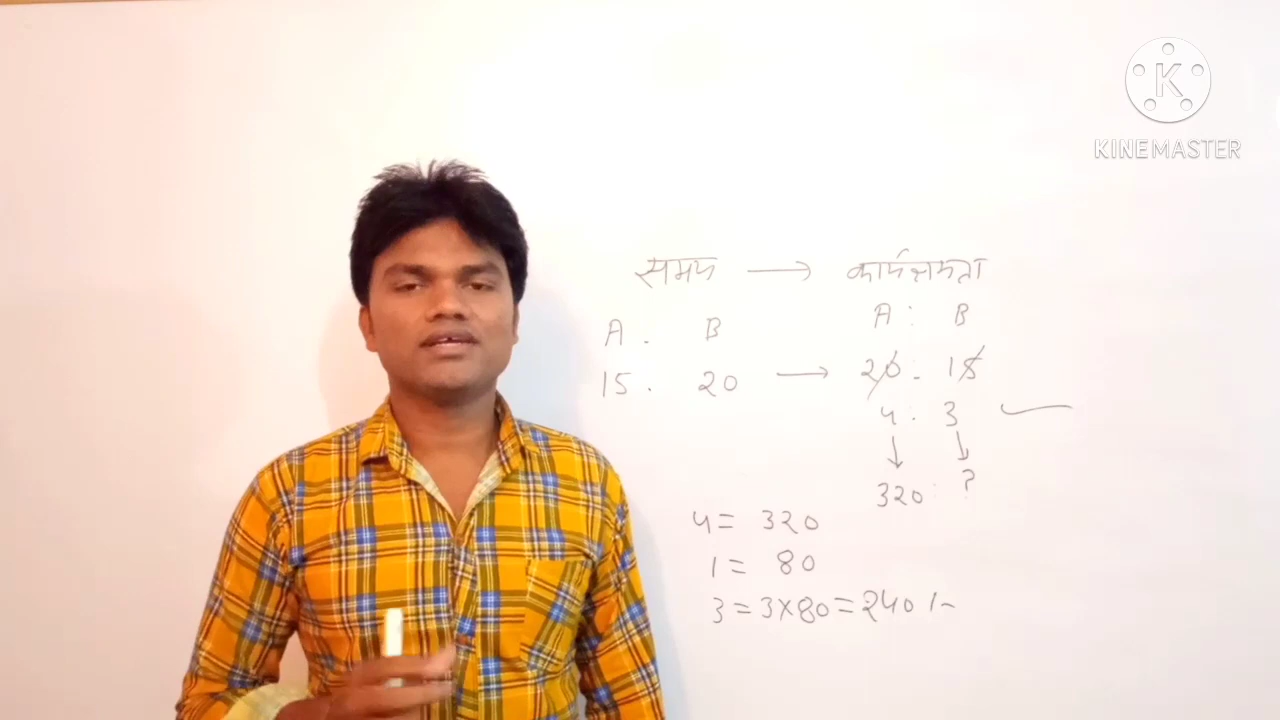 K
KINEMASTER
समय → कार्यक्षमता
A : B
A . B
15 . 20 → 20 : 15
4 : 3
320 : ?
4 = 320
1 = 80
3 = 3×80 = 240 /-